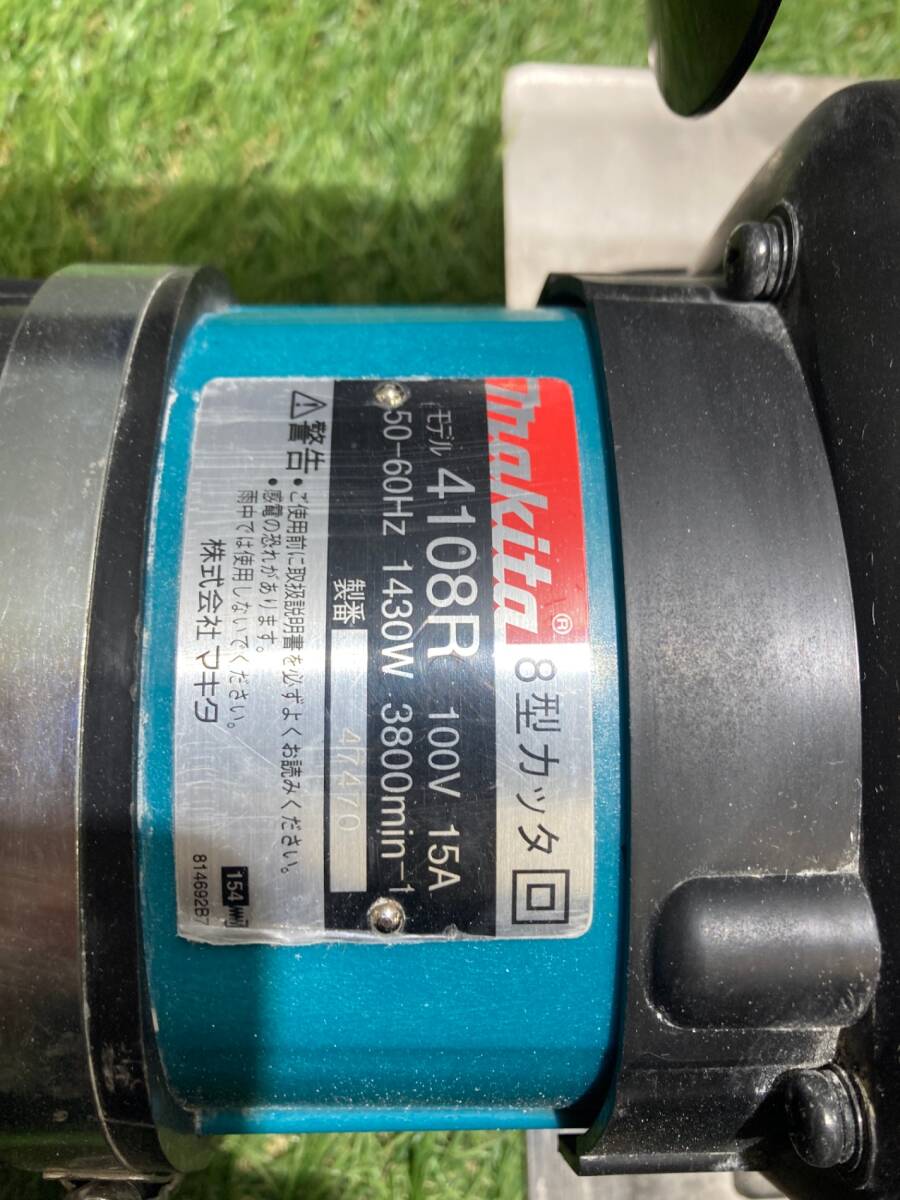 makita®
8型カッタ
モデル 4108R 100V 15A
50-60Hz 1430W 3800min-1
製番 47470
⚠警告・ご使用前に取扱説明書を必ずよくお読みください。
・感電の恐れがあります。
雨中では使用しないでください。
株式会社 マキタ
154
814692B7